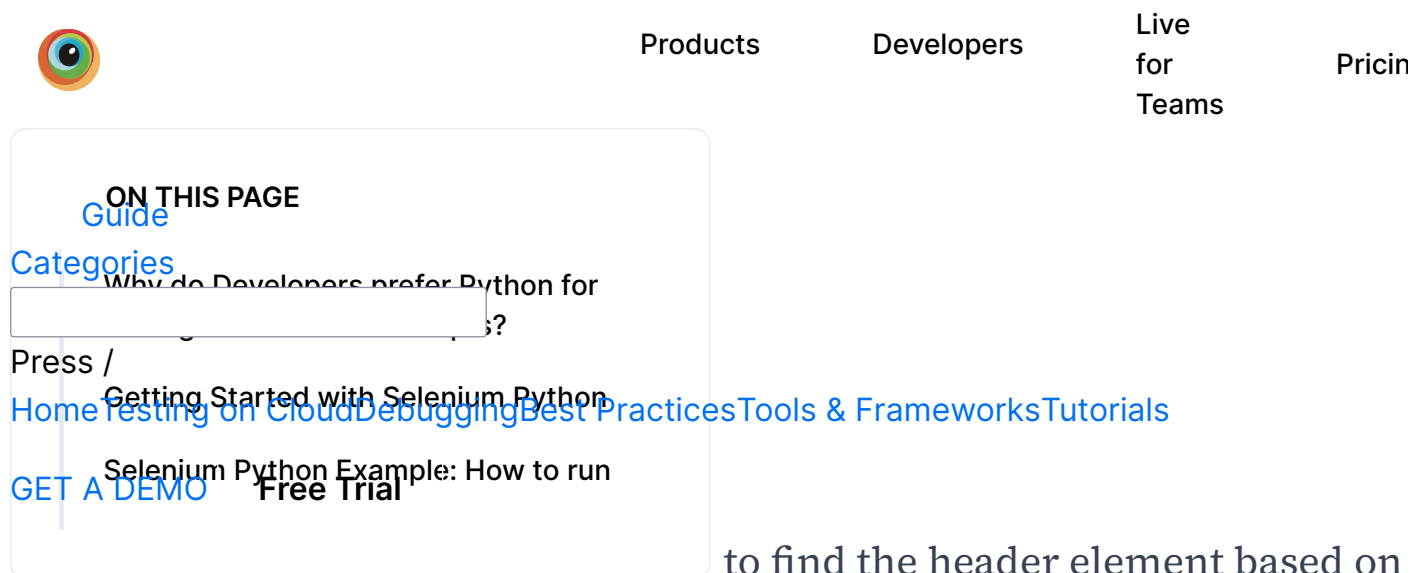 Products
Developers
Live
for
Teams
Pricin
ON THIS PAGE
Guide
Categories
Why do Developers prefer Python for
s?
Press /
Getting Started with Selenium Python
HomeTesting on CloudDebuggingBest PracticesTools & FrameworksTutorials
Selenium Python Example: How to run
GET A DEMO
Free Trial
to find the header element based on